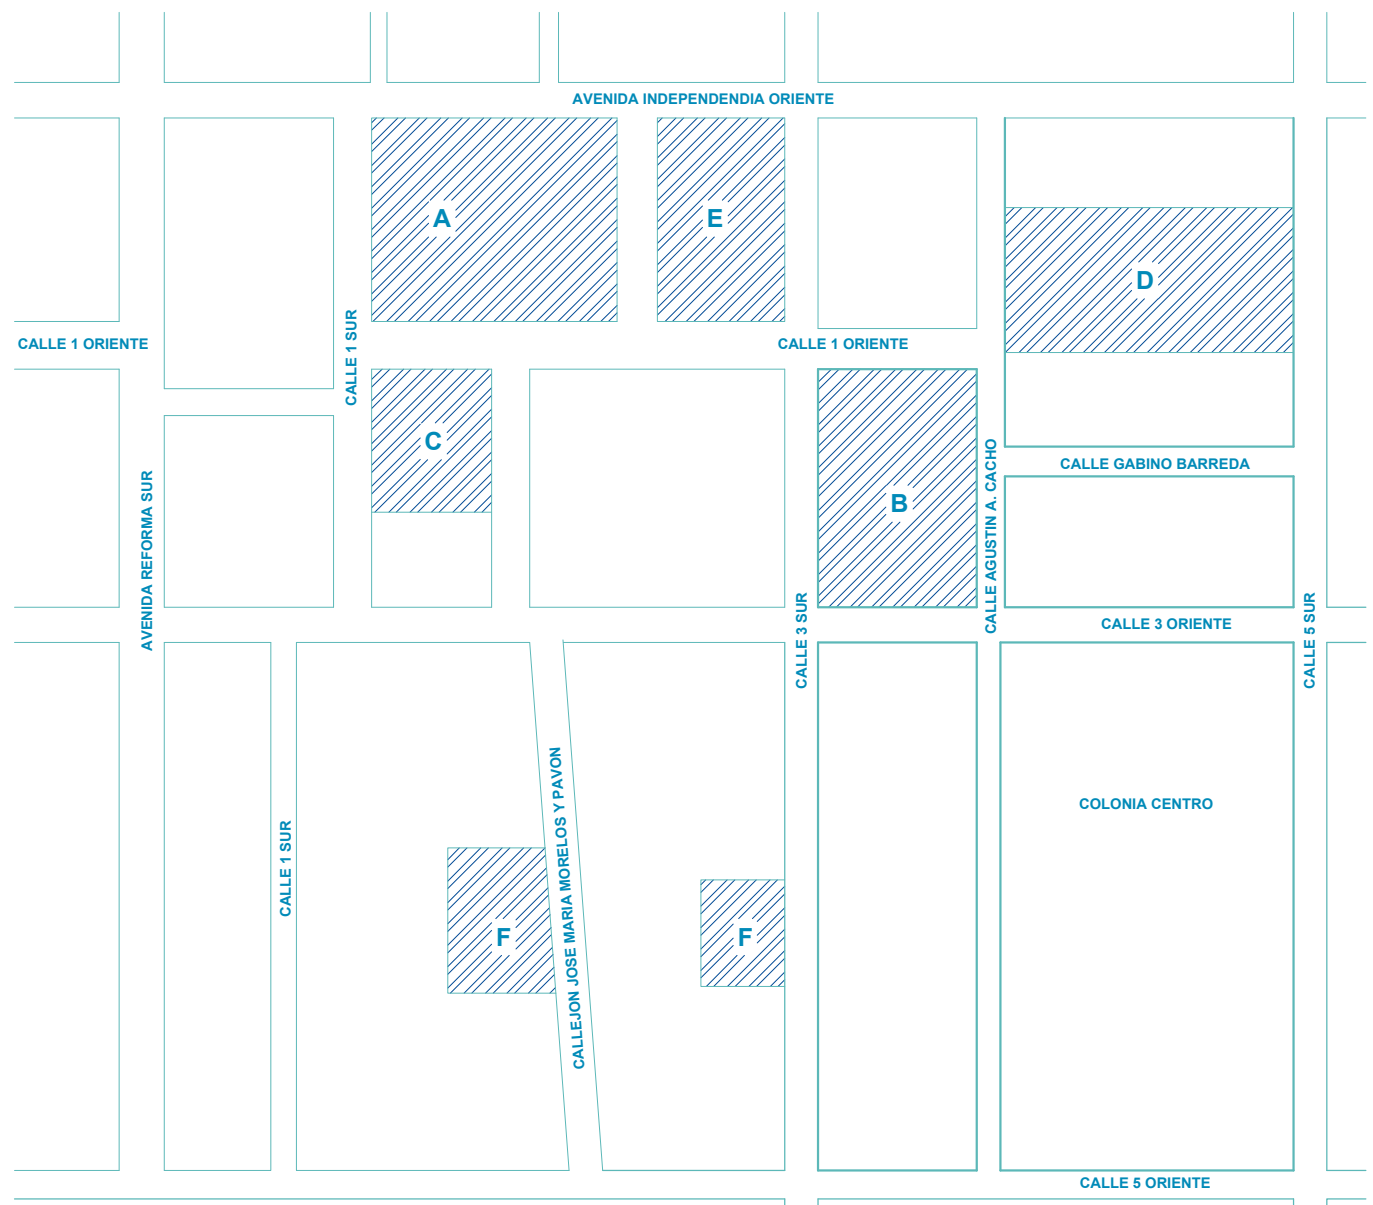 AVENIDA INDEPENDENDIA ORIENTE
A
E
D
CALLE 1 ORIENTE
CALLE 1 SUR
CALLE 1 ORIENTE
C
B
CALLE GABINO BARREDA
AVENIDA REFORMA SUR
CALLE AGUSTIN A. CACHO
CALLE 3 SUR
CALLE 3 ORIENTE
CALLE 5 SUR
COLONIA CENTRO
CALLE 1 SUR
CALLEJON JOSE MARIA MORELOS Y PAVON
F
F
CALLE 5 ORIENTE